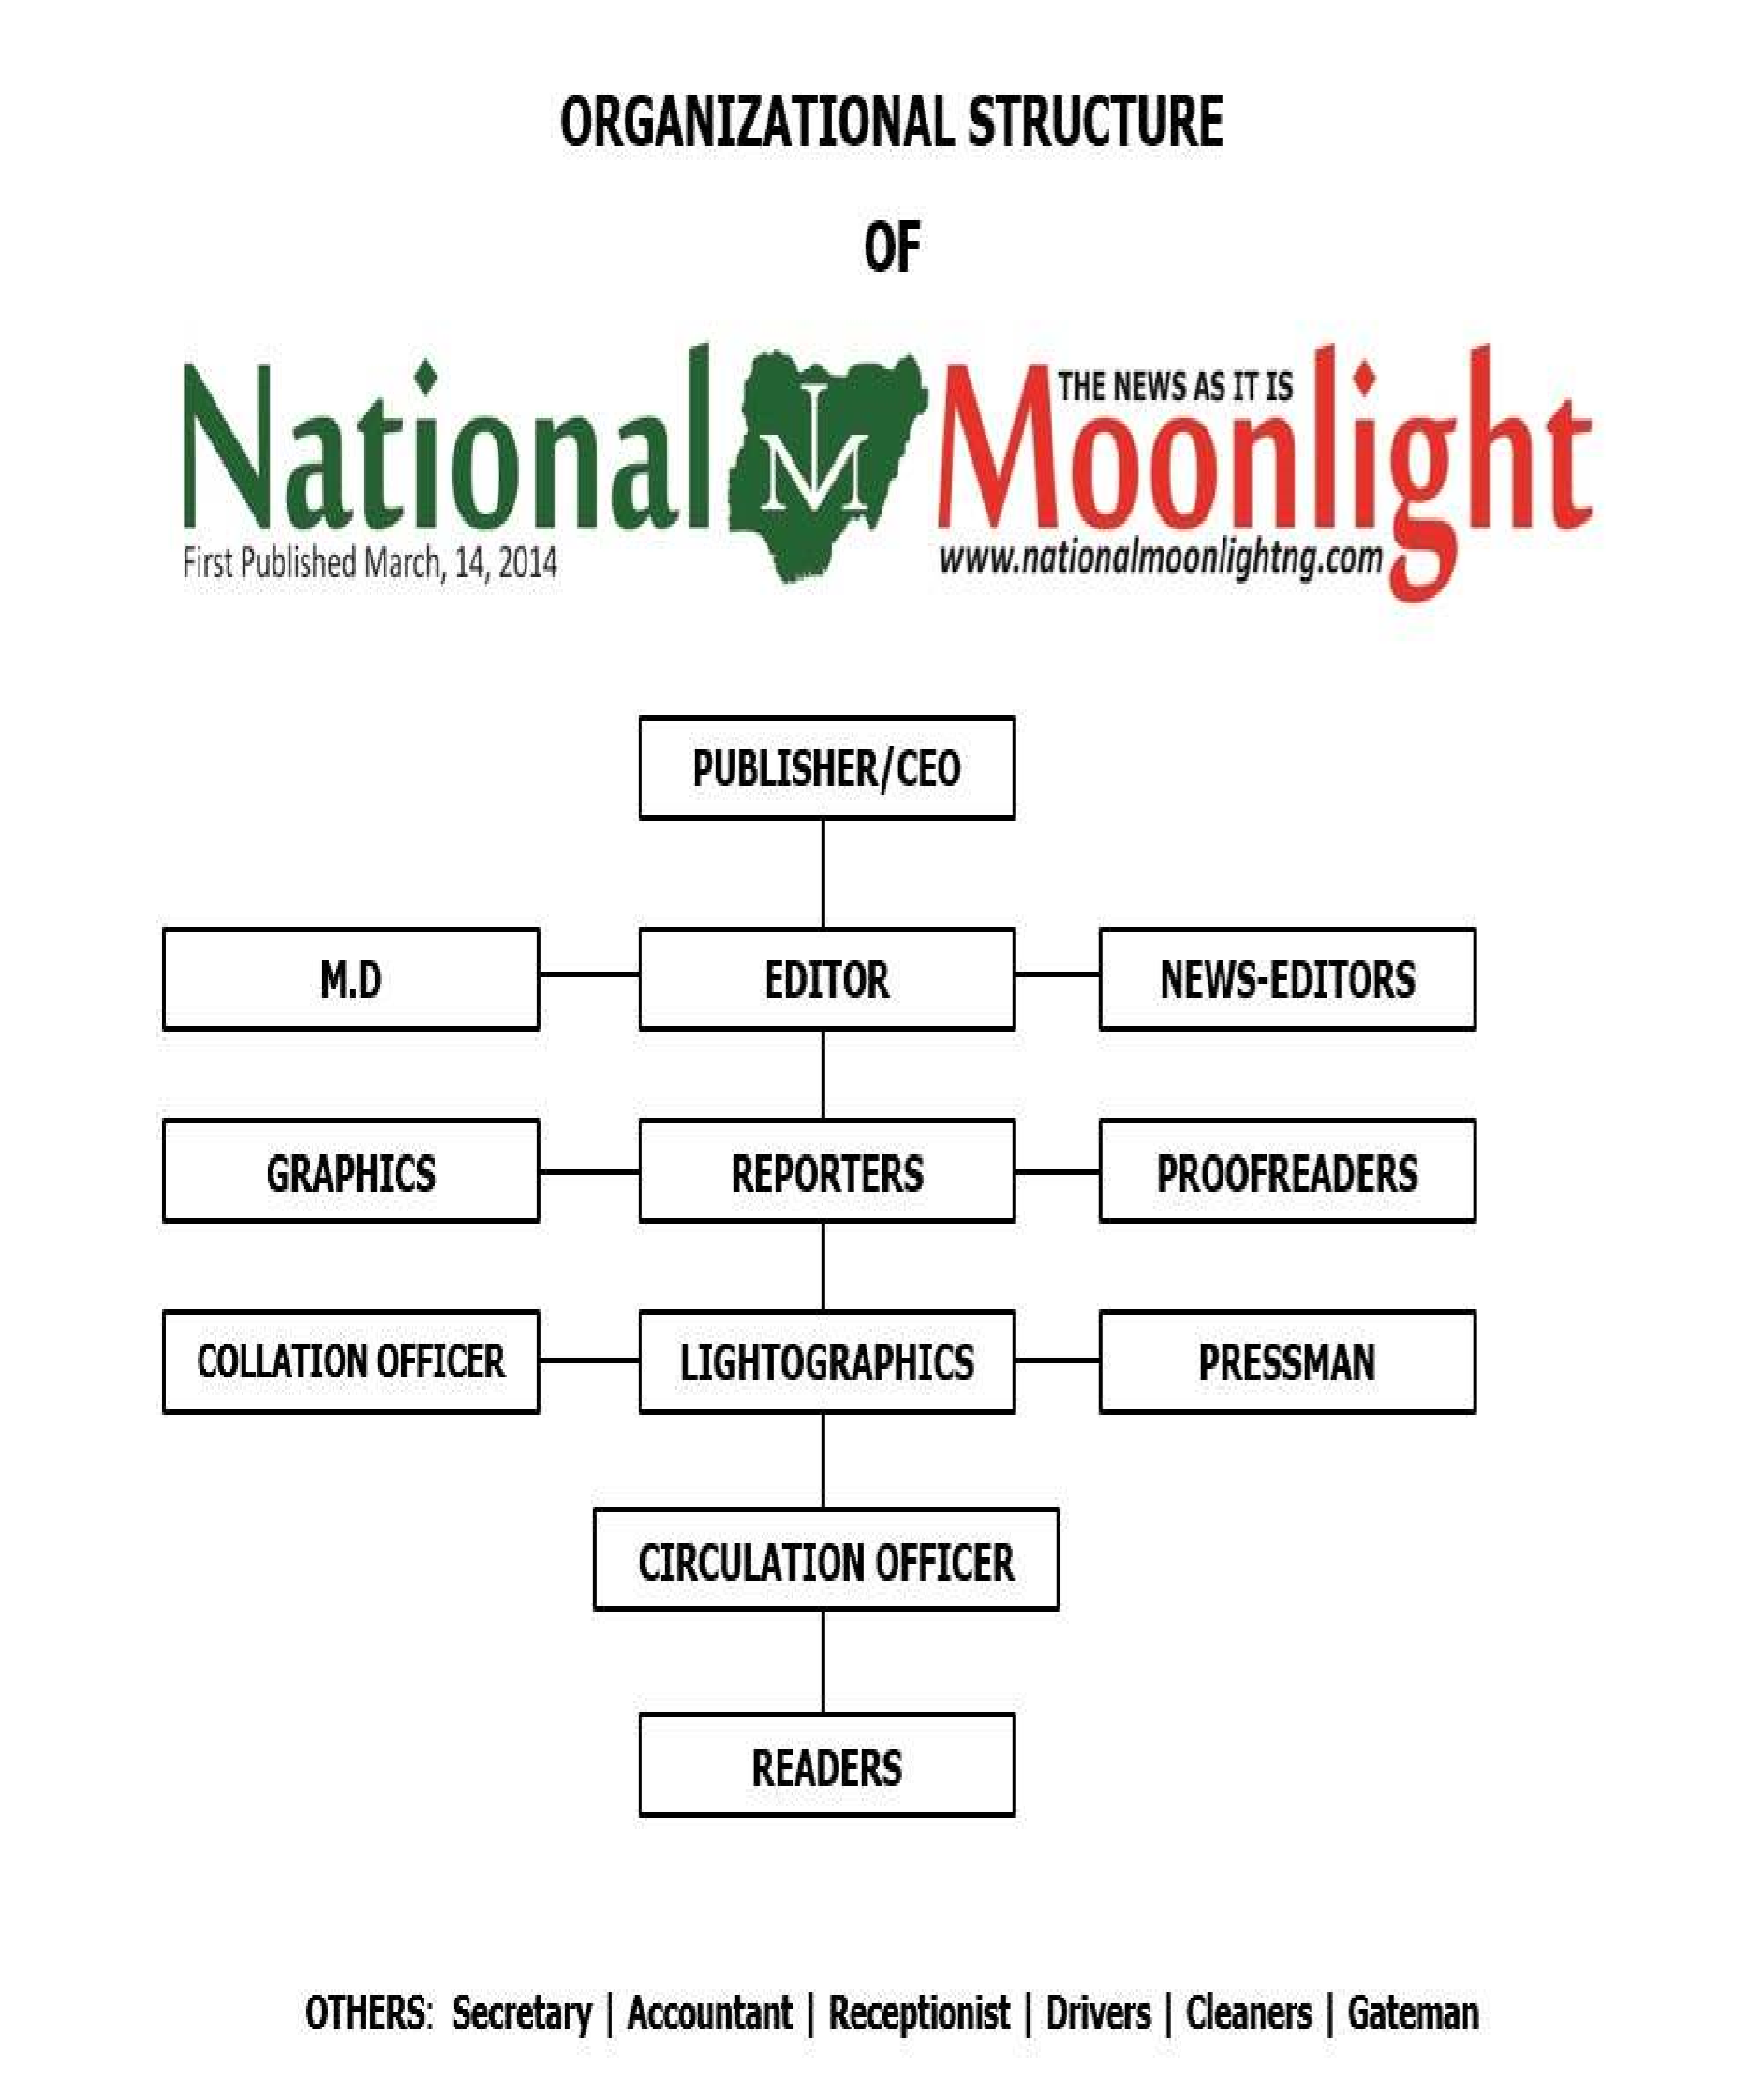 ORGANIZATIONAL STRUCTURE
OF
National Moonlight
THE NEWS AS IT IS
First Published March, 14, 2014
www.nationalmoonlightng.com
PUBLISHER/CEO
M.D
EDITOR
NEWS-EDITORS
GRAPHICS
REPORTERS
PROOFREADERS
COLLATION OFFICER
LIGHTOGRAPHICS
PRESSMAN
CIRCULATION OFFICER
READERS
OTHERS: Secretary | Accountant | Receptionist | Drivers | Cleaners | Gateman